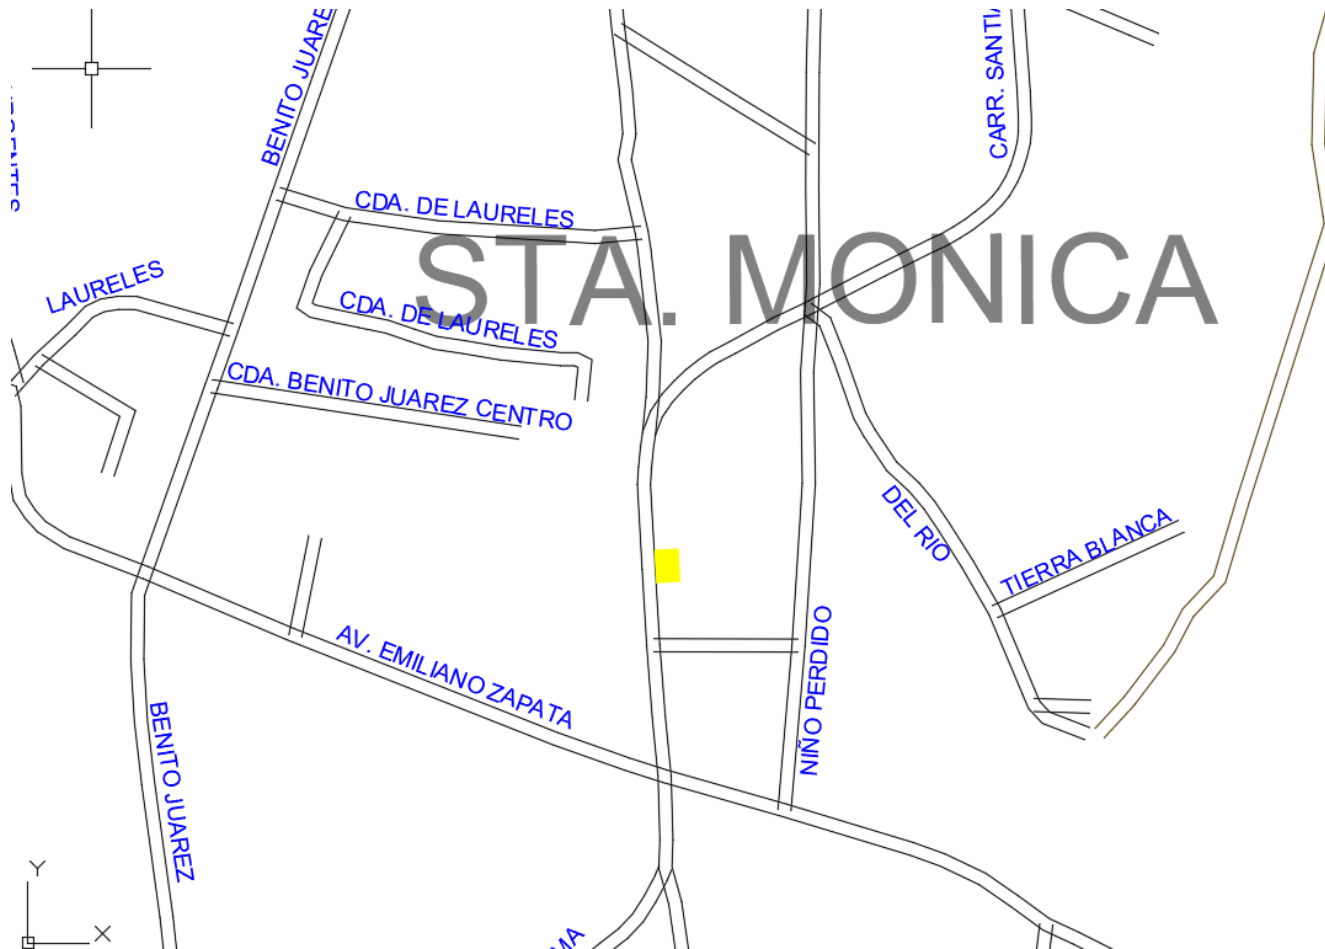 BENITO JUARE
CARR. SANTI
CDA. DE LAURELES
STA. MONICA
LAURELES
CDA. DE LAURELES
CDA. BENITO JUAREZ CENTRO
DEL RIO
TIERRA BLANCA
AV. EMILIANO ZAPATA
NIÑO PERDIDO
BENITO JUAREZ
Y
X
MA